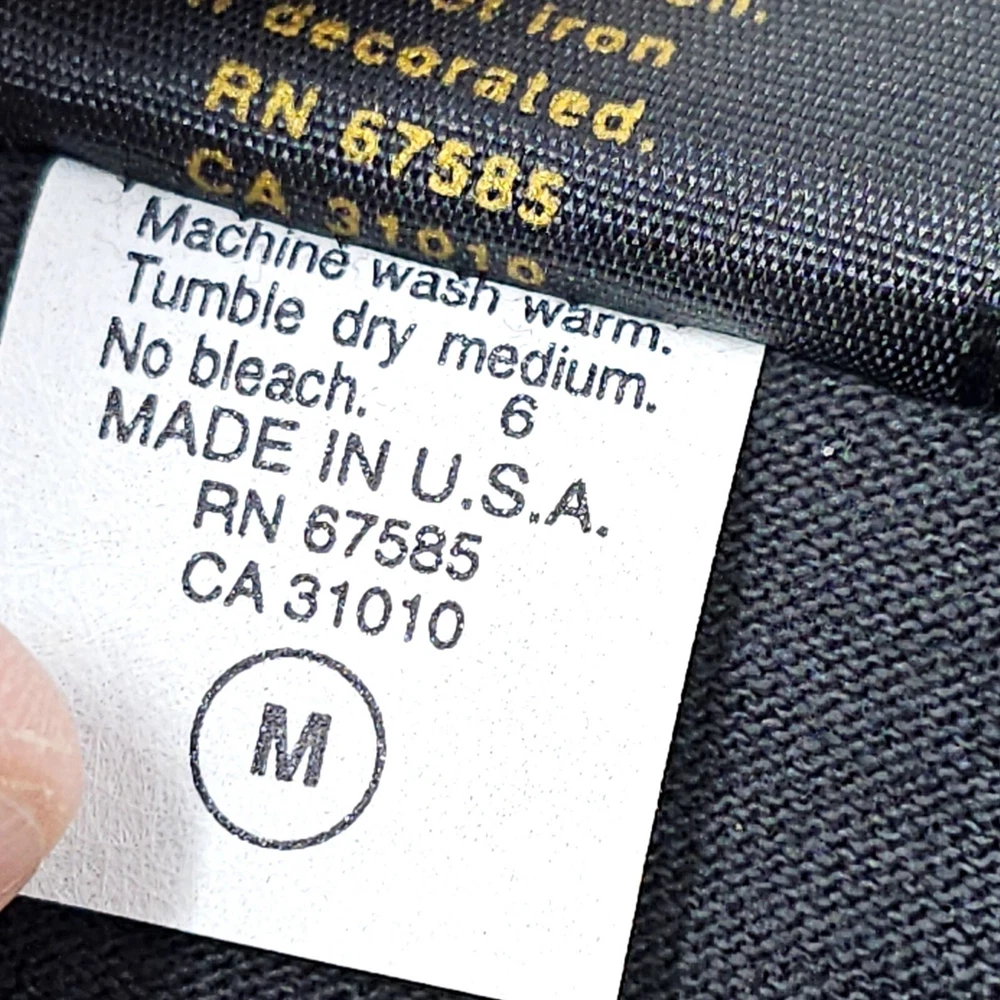 iron
decorated.
RN 67585
CA 31010
Machine wash warm.
Tumble dry medium.
No bleach. 6
MADE IN U.S.A.
RN 67585
CA 31010
M